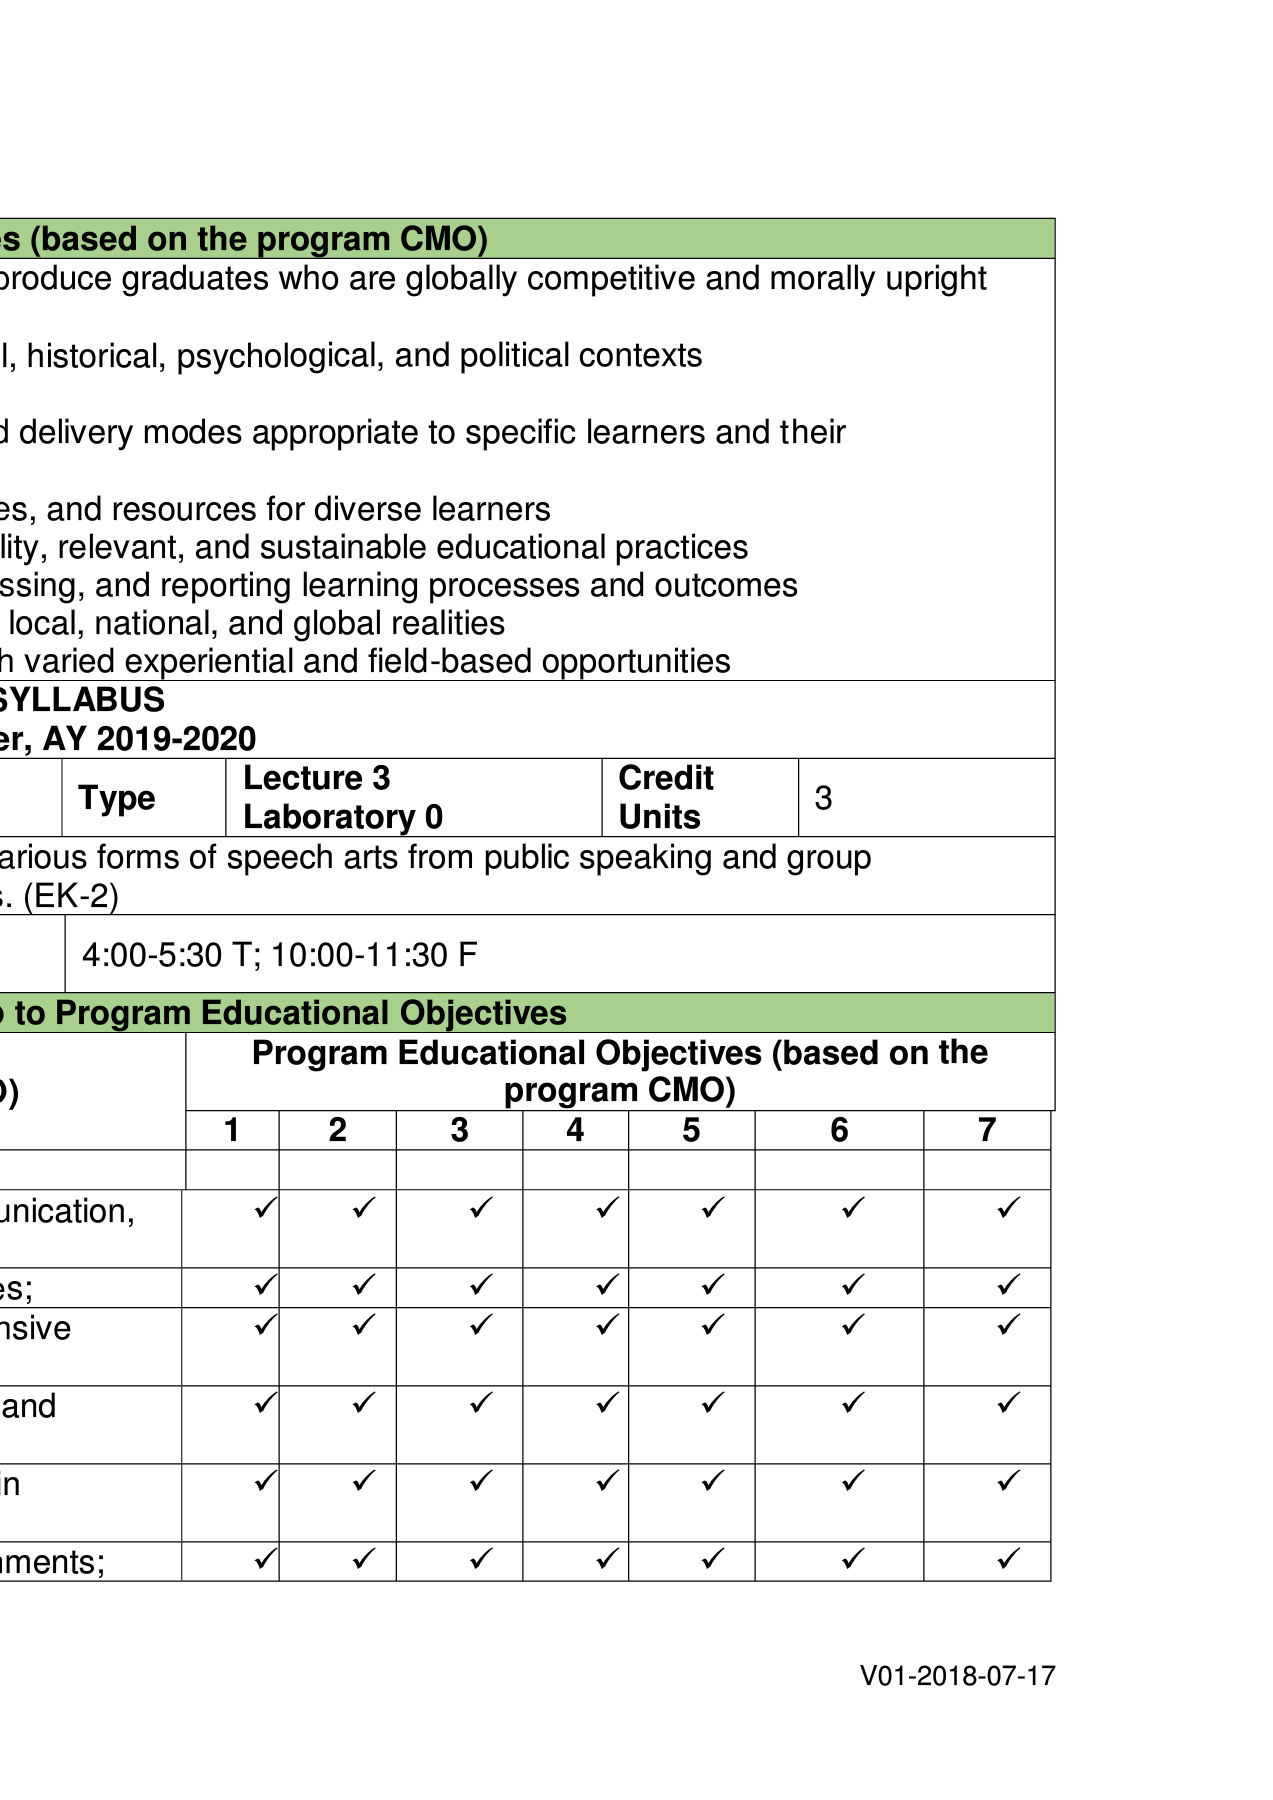 es (based on the program CMO)
produce graduates who are globally competitive and morally upright
l, historical, psychological, and political contexts
d delivery modes appropriate to specific learners and their
es, and resources for diverse learners
lity, relevant, and sustainable educational practices
ssing, and reporting learning processes and outcomes
local, national, and global realities
h varied experiential and field-based opportunities
SYLLABUS
er, AY 2019-2020
Type
Lecture 3
Laboratory 0
Credit
Units
3
arious forms of speech arts from public speaking and group
s. (EK-2)
4:00-5:30 T; 10:00-11:30 F
p to Program Educational Objectives
O)
Program Educational Objectives (based on the
program CMO)
1 2 3 4 5 6 7
unication, ✓ ✓ ✓ ✓ ✓ ✓ ✓
es; ✓ ✓ ✓ ✓ ✓ ✓ ✓
nsive ✓ ✓ ✓ ✓ ✓ ✓ ✓
and ✓ ✓ ✓ ✓ ✓ ✓ ✓
in ✓ ✓ ✓ ✓ ✓ ✓ ✓
nments; ✓ ✓ ✓ ✓ ✓ ✓ ✓
V01-2018-07-17